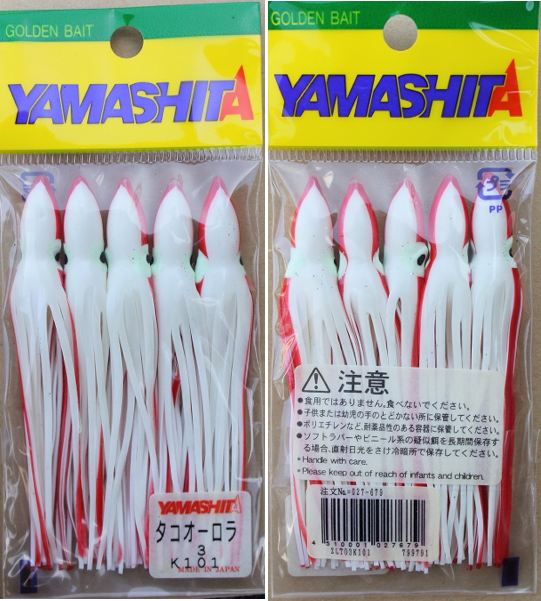 GOLDEN BAIT
YAMASHITA
YAMASHITA
タコオーロラ
3
K101
MADE IN JAPAN
GOLDEN BAIT
YAMASHITA
PP
注意
●食用ではありません。食べないでください。
●子供または幼児の手のとどかない所に保管してください。
●ポリエチレンなど、耐薬品性のある容器に保管してください。
●ソフトラバーやビニール系の疑似餌を長期間保存す
る場合、直射日光をさけ冷暗所で保存してください。
*Handle with care.
*Please keep out of reach of infants and children.
注文No=027-679
4 510001 027679
XLT03K101 799791